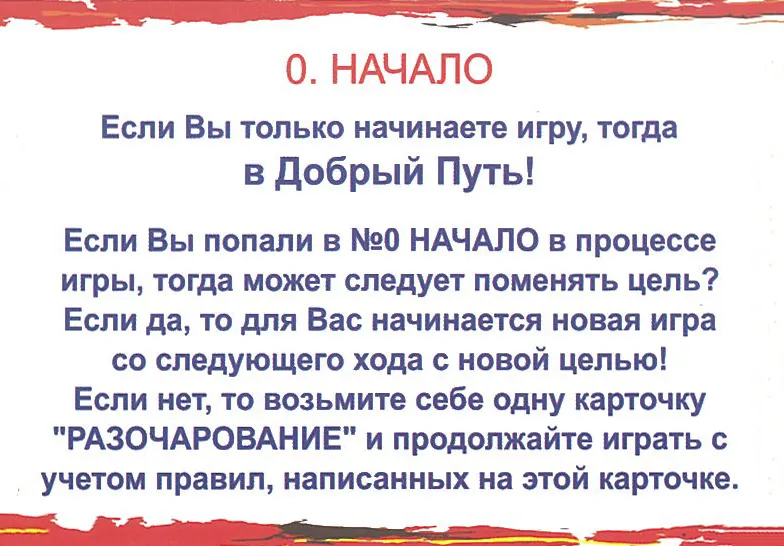 0. НАЧАЛО
Если Вы только начинаете игру, тогда
в Добрый Путь!
Если Вы попали в №0 НАЧАЛО в процессе
игры, тогда может следует поменять цель?
Если да, то для Вас начинается новая игра
со следующего хода с новой целью!
Если нет, то возьмите себе одну карточку
"РАЗОЧАРОВАНИЕ" и продолжайте играть с
учетом правил, написанных на этой карточке.